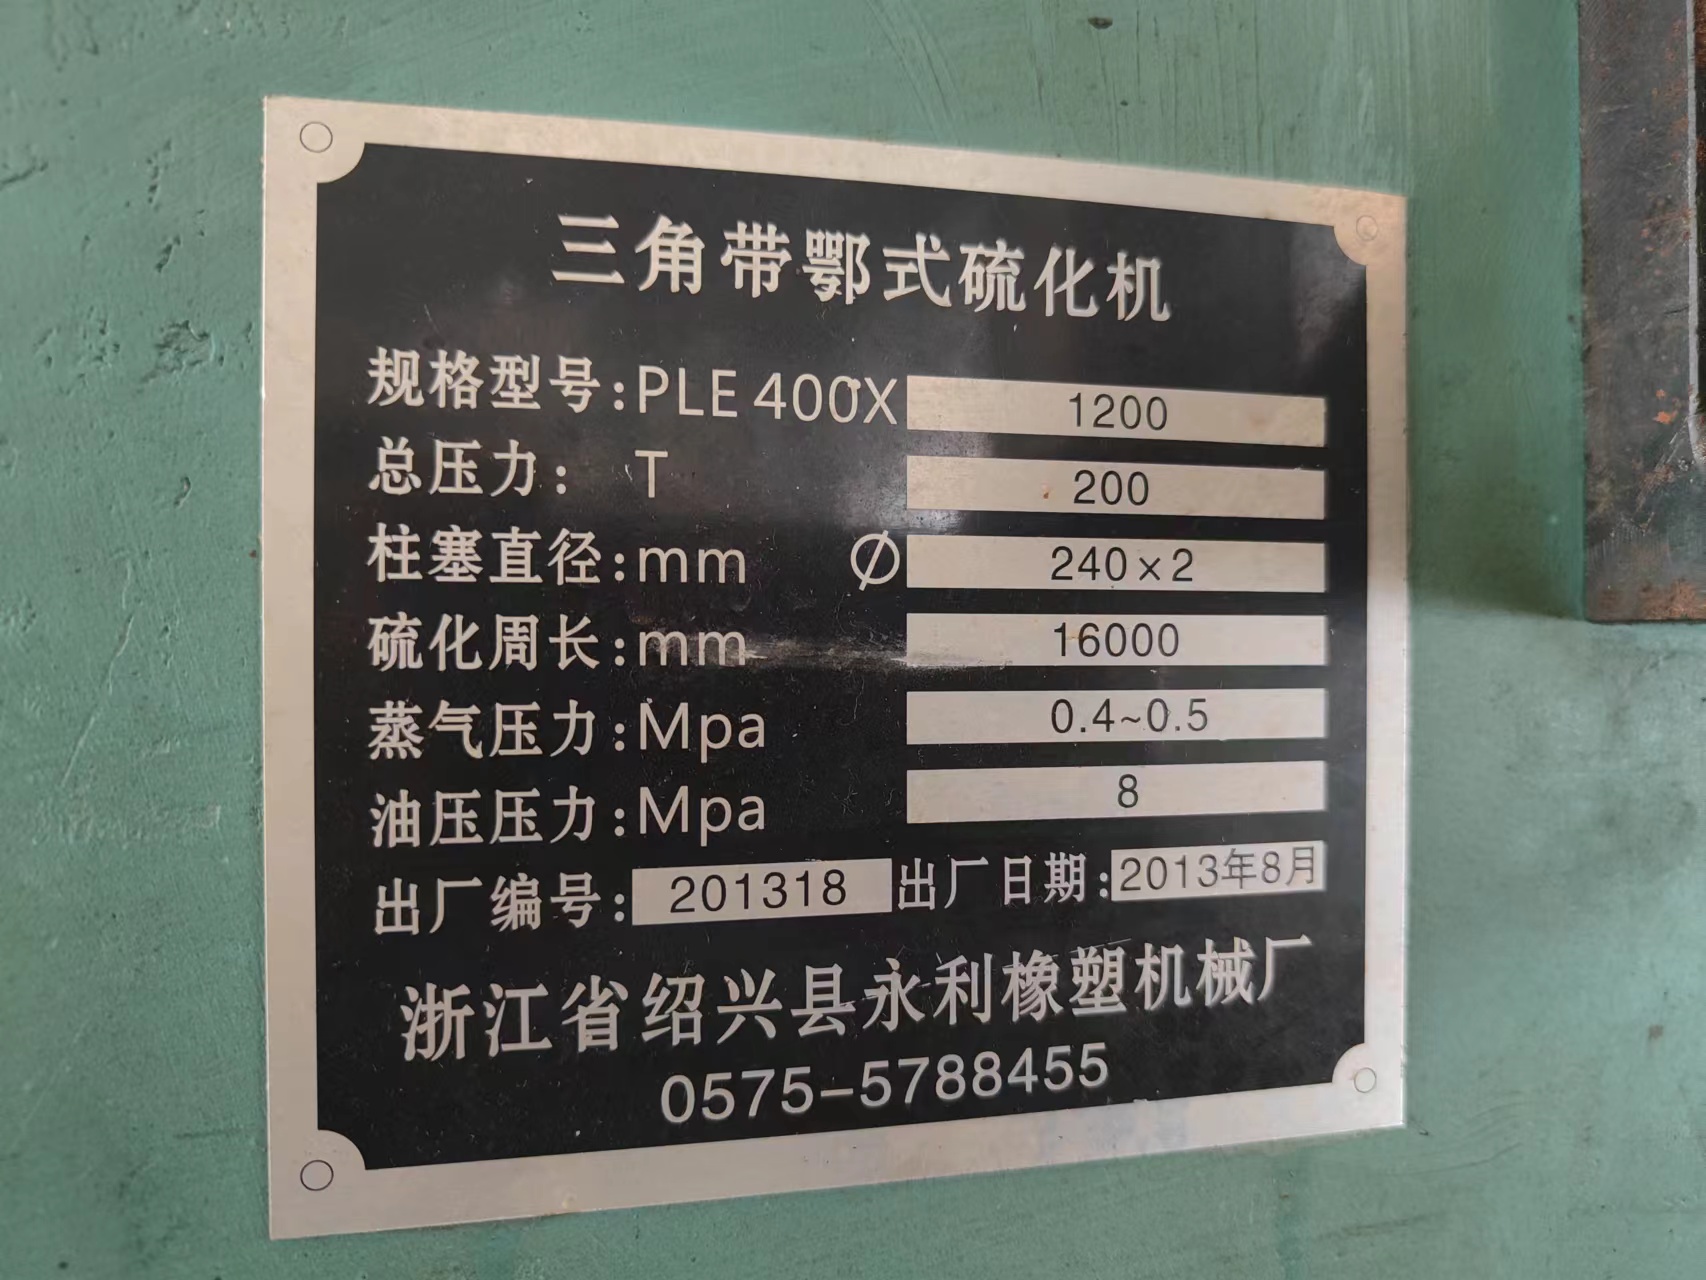 三角带鄂式硫化机
规格型号:PLE 400X 1200
总压力: T 200
柱塞直径:mm Ø 240×2
硫化周长:mm 16000
蒸气压力:Mpa 0.4~0.5
油压压力:Mpa 8
出厂编号: 201318 出厂日期: 2013年8月
浙江省绍兴县永利橡塑机械厂
0575-5788455